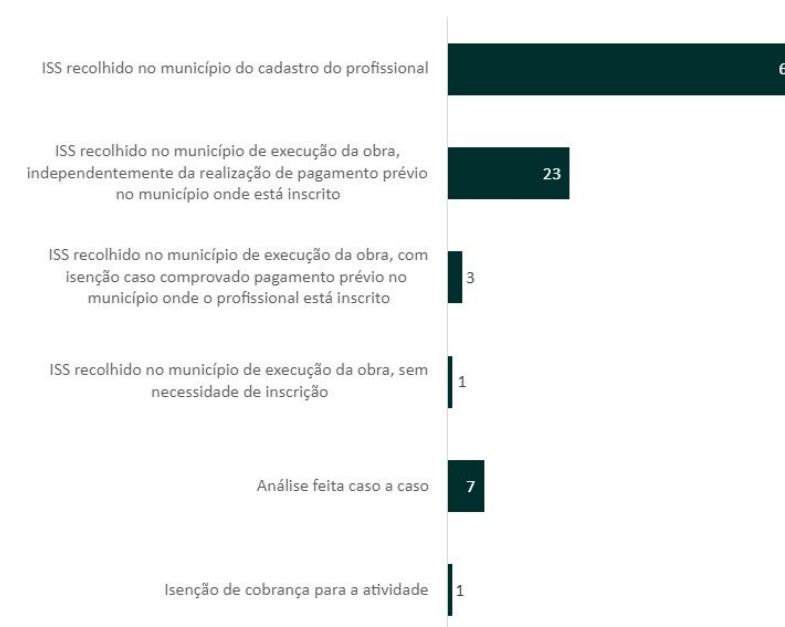 ISS recolhido no município do cadastro do profissional
6
ISS recolhido no município de execução da obra,
independentemente da realização de pagamento prévio
no município onde está inscrito
23
ISS recolhido no município de execução da obra, com
isenção caso comprovado pagamento prévio no
município onde o profissional está inscrito
3
ISS recolhido no município de execução da obra, sem
necessidade de inscrição
1
Análise feita caso a caso
7
Isenção de cobrança para a atividade
1